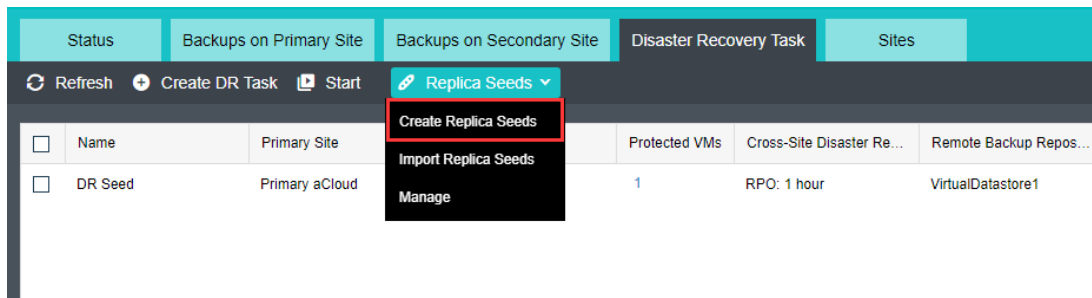 Status Backups on Primary Site Backups on Secondary Site Disaster Recovery Task Sites
Refresh Create DR Task Start Replica Seeds
Create Replica Seeds
Name Primary Site Protected VMs Cross-Site Disaster Re... Remote Backup Repos...
Import Replica Seeds
DR Seed Primary aCloud 1 RPO: 1 hour VirtualDatastore1
Manage